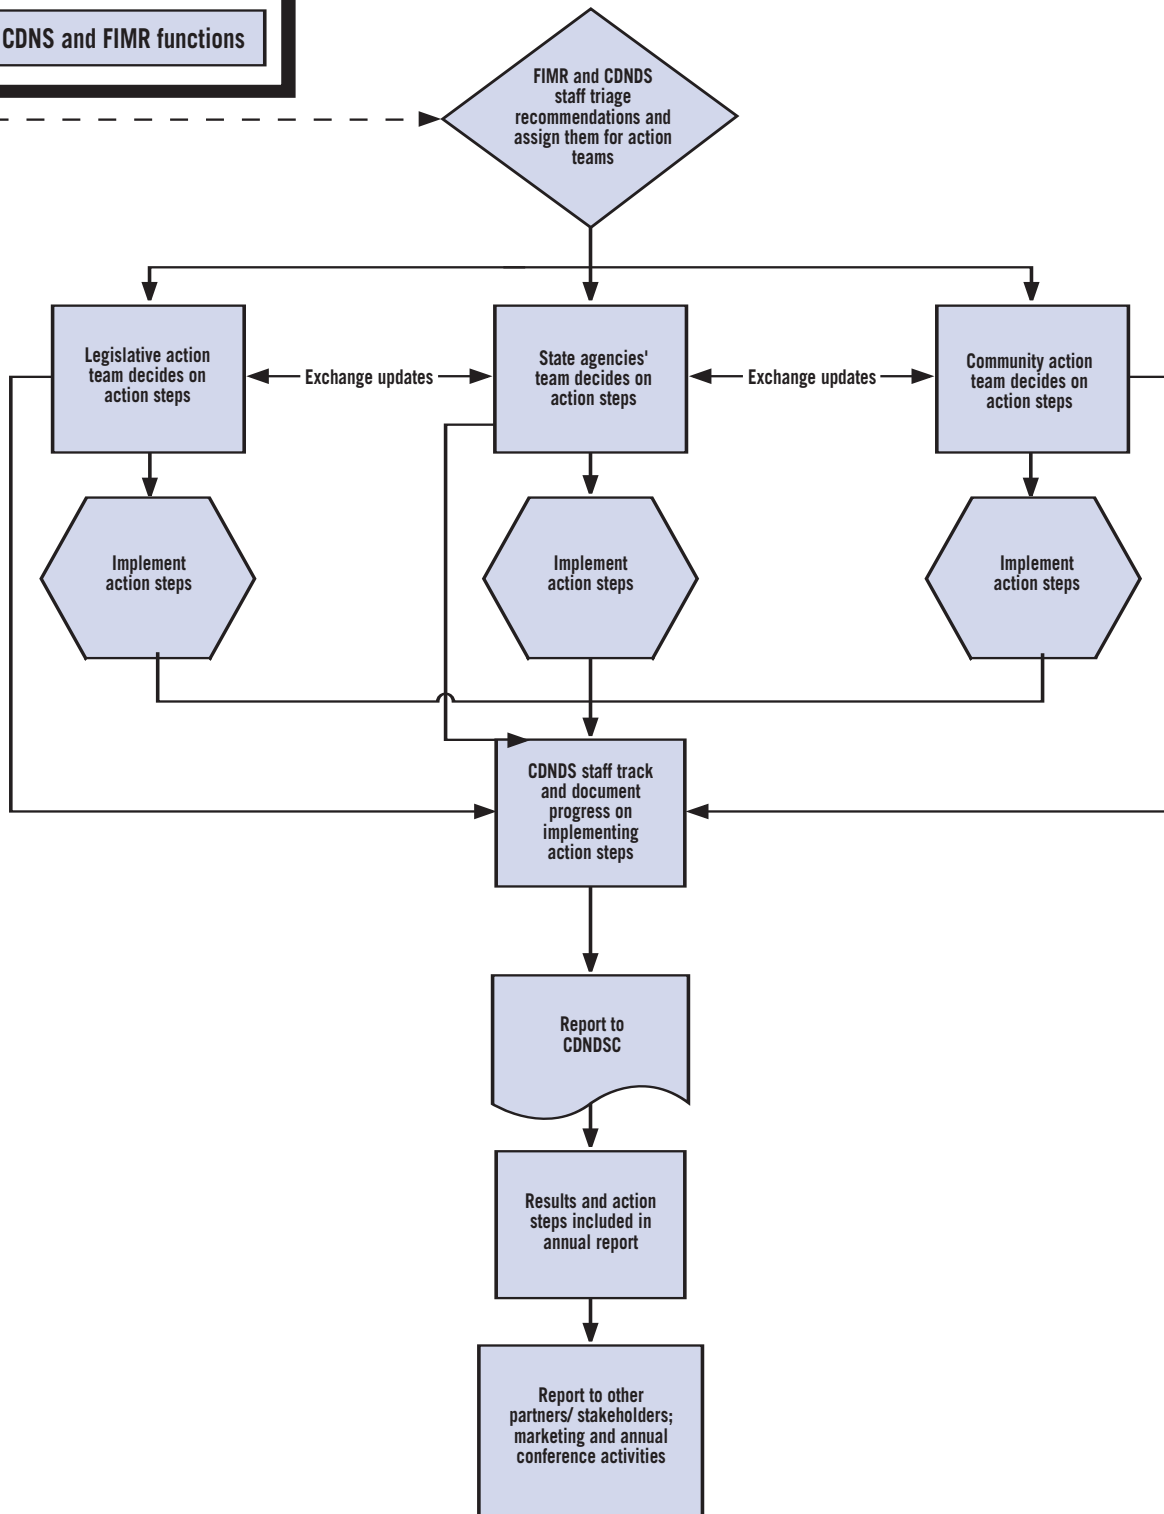 CDNS and FIMR functions
FIMR and CDNDS
staff triage
recommendations and
assign them for action
teams
Legislative action
team decides on
action steps
Exchange updates
State agencies'
team decides on
action steps
Exchange updates
Community action
team decides on
action steps
Implement
action steps
Implement
action steps
Implement
action steps
CDNDS staff track
and document
progress on
implementing
action steps
Report to
CDNDSC
Results and action
steps included in
annual report
Report to other
partners/ stakeholders;
marketing and annual
conference activities